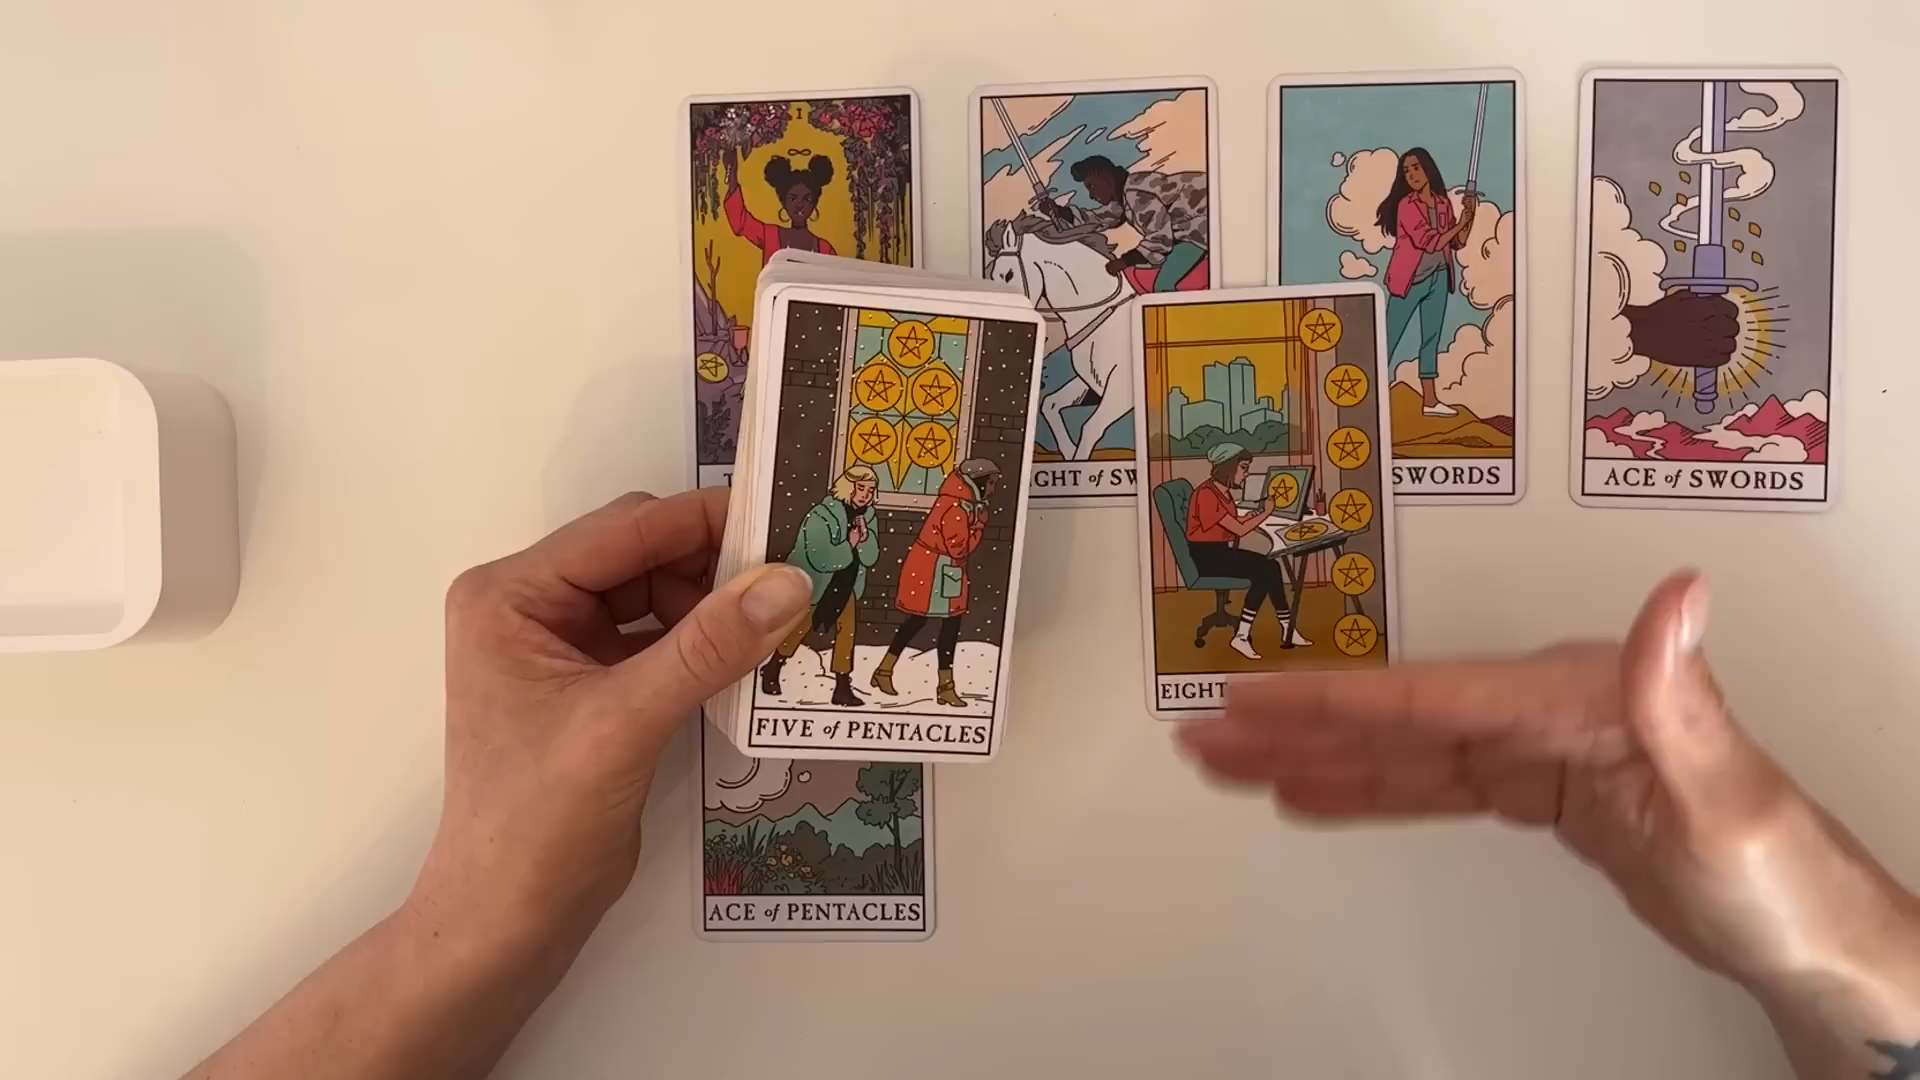 I
T
GHT of SW
SWORDS
ACE of SWORDS
FIVE of PENTACLES
EIGHT
ACE of PENTACLES